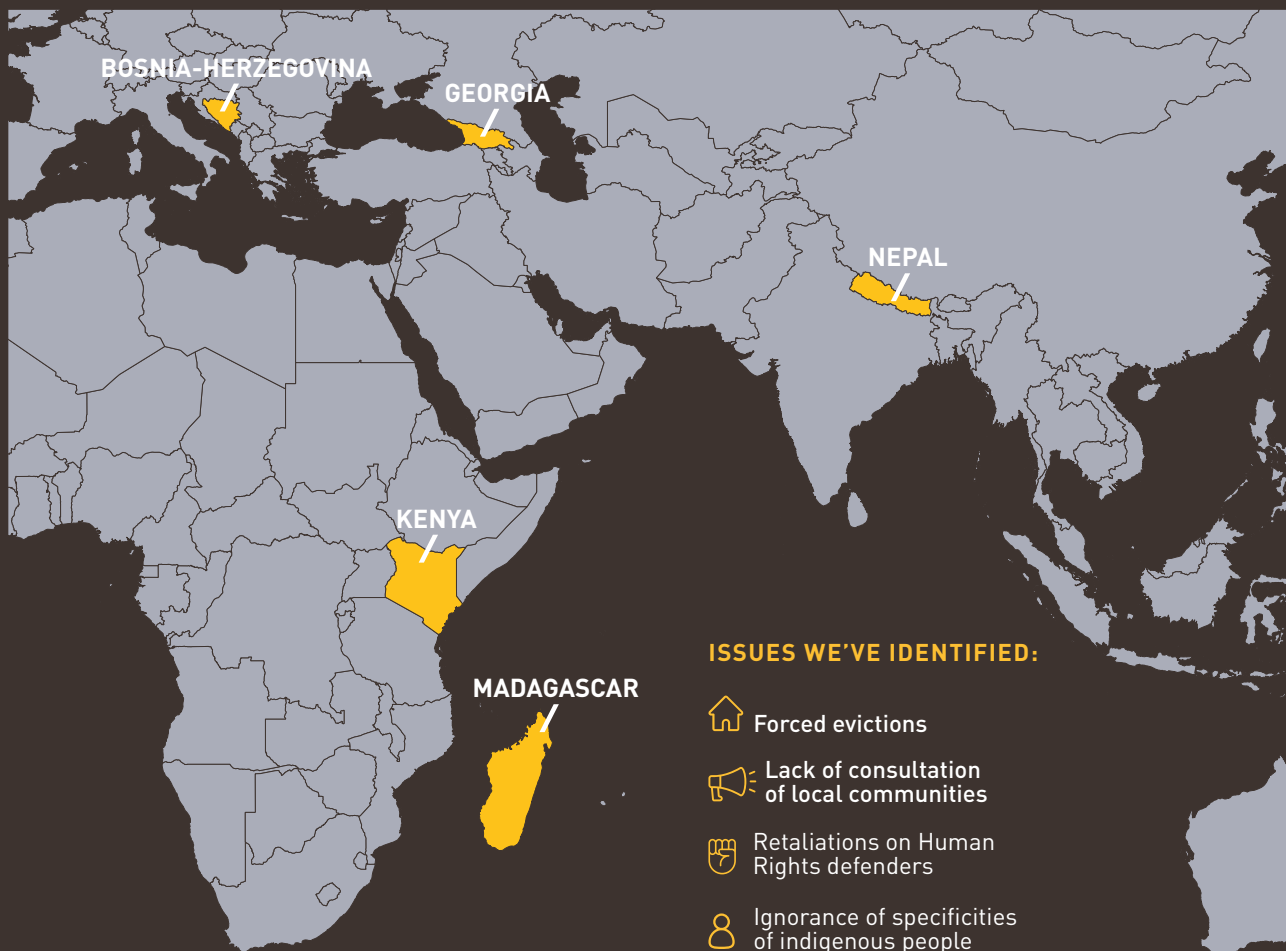 BOSNIA-HERZEGOVINA
GEORGIA
NEPAL
KENYA
MADAGASCAR
ISSUES WE'VE IDENTIFIED:
Forced evictions
Lack of consultation
of local communities
Retaliations on Human
Rights defenders
Ignorance of specificities
of indigenous people